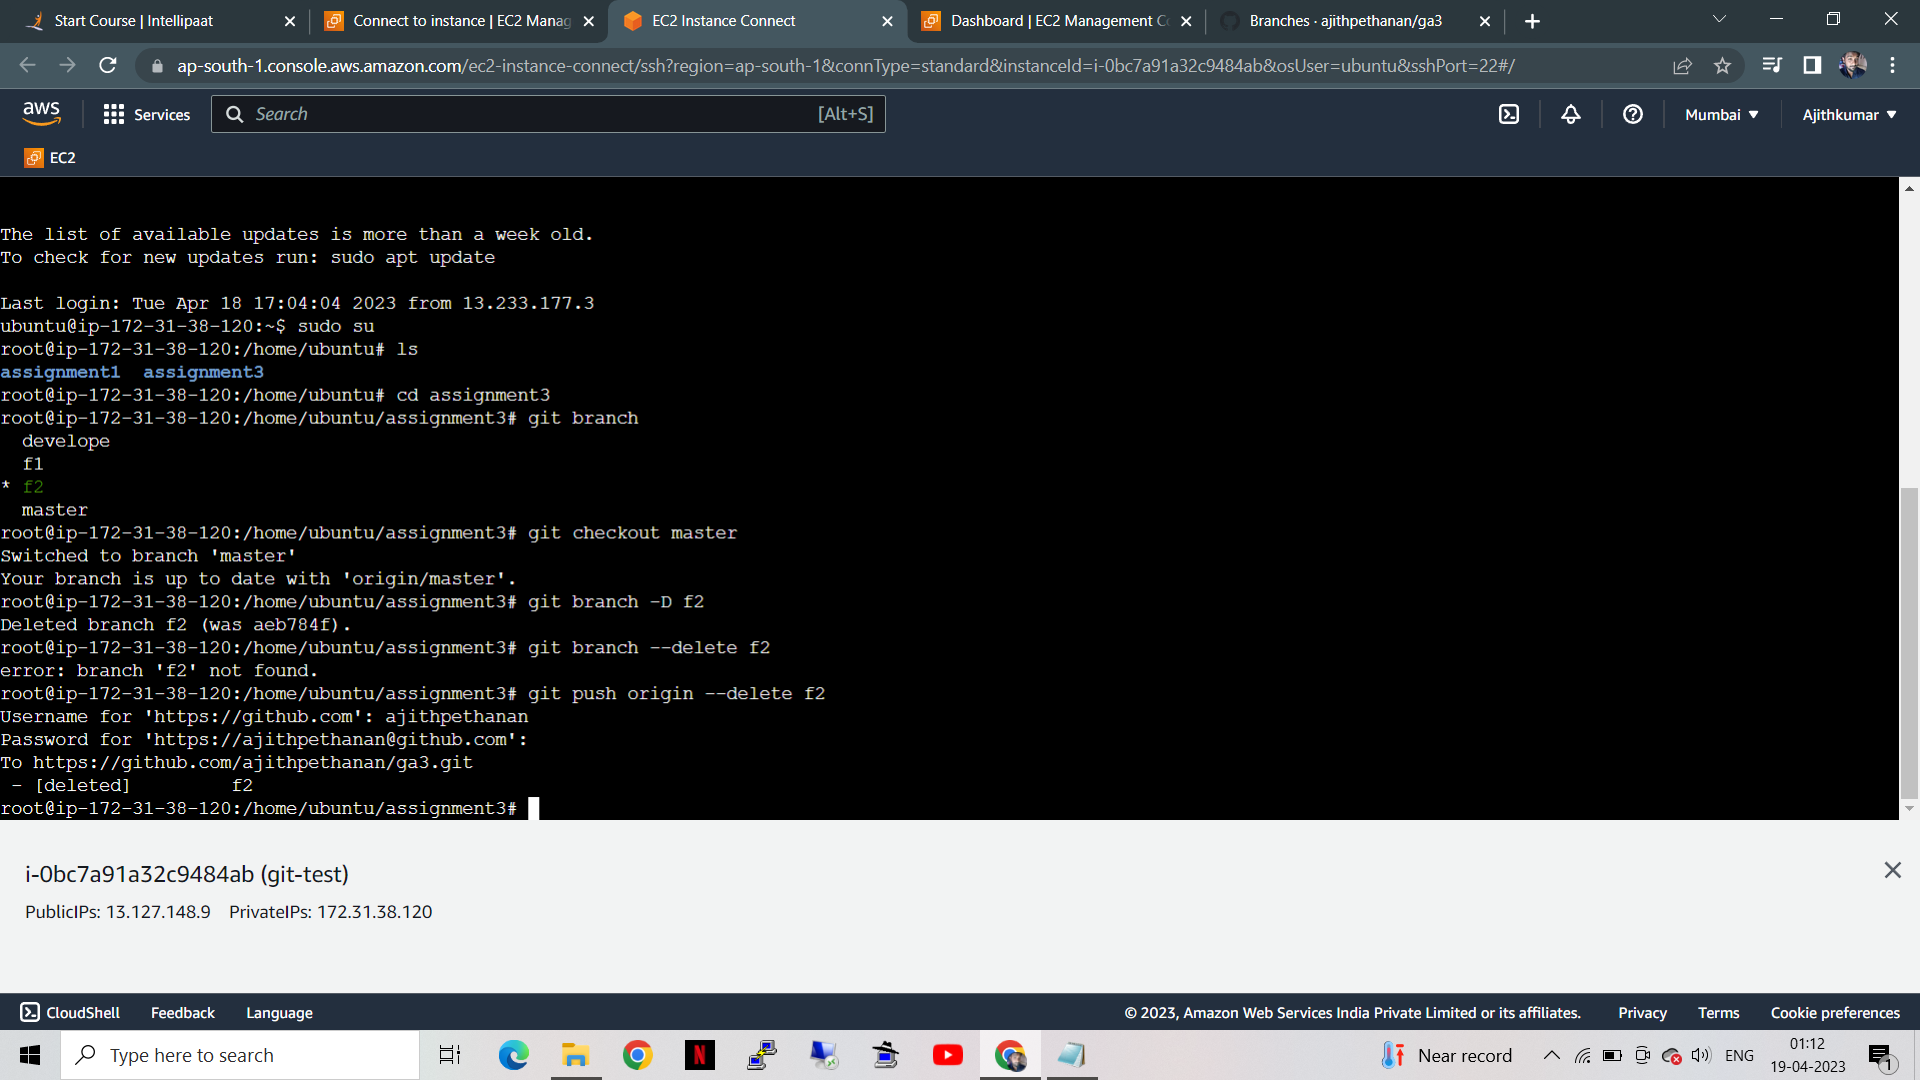 Start Course | Intellipaat
Connect to instance | EC2 Manag
EC2 Instance Connect
Dashboard | EC2 Management Co
Branches · ajithpethanan/ga3
ap-south-1.console.aws.amazon.com/ec2-instance-connect/ssh?region=ap-south-1&connType=standard&instanceId=i-0bc7a91a32c9484ab&osUser=ubuntu&sshPort=22#/
aws
Services
Search
[Alt+S]
Mumbai
Ajithkumar
EC2
The list of available updates is more than a week old.
To check for new updates run: sudo apt update
Last login: Tue Apr 18 17:04:04 2023 from 13.233.177.3
ubuntu@ip-172-31-38-120:~$ sudo su
root@ip-172-31-38-120:/home/ubuntu# ls
assignment1  assignment3
root@ip-172-31-38-120:/home/ubuntu# cd assignment3
root@ip-172-31-38-120:/home/ubuntu/assignment3# git branch
  develope
  f1
* f2
  master
root@ip-172-31-38-120:/home/ubuntu/assignment3# git checkout master
Switched to branch 'master'
Your branch is up to date with 'origin/master'.
root@ip-172-31-38-120:/home/ubuntu/assignment3# git branch -D f2
Deleted branch f2 (was aeb784f).
root@ip-172-31-38-120:/home/ubuntu/assignment3# git branch --delete f2
error: branch 'f2' not found.
root@ip-172-31-38-120:/home/ubuntu/assignment3# git push origin --delete f2
Username for 'https://github.com': ajithpethanan
Password for 'https://ajithpethanan@github.com':
To https://github.com/ajithpethanan/ga3.git
 - [deleted]         f2
root@ip-172-31-38-120:/home/ubuntu/assignment3#
i-0bc7a91a32c9484ab (git-test)
PublicIPs: 13.127.148.9   PrivateIPs: 172.31.38.120
CloudShell
Feedback
Language
© 2023, Amazon Web Services India Private Limited or its affiliates.
Privacy
Terms
Cookie preferences
Type here to search
N
Near record
ENG
01:12
19-04-2023
1